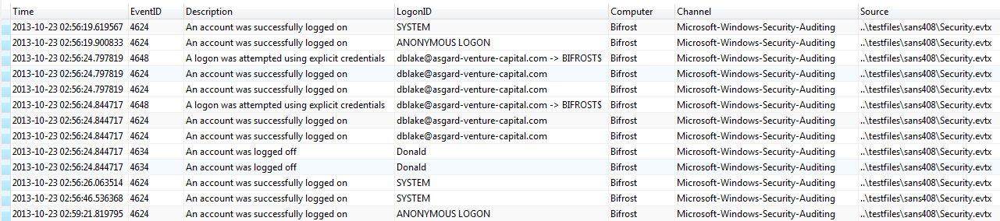 Time EventID Description LogonID Computer Channel Source
2013-10-23 02:56:19.619567 4624 An account was successfully logged on SYSTEM Bifrost Microsoft-Windows-Security-Auditing ..\testfiles\sans408\Security.evtx
2013-10-23 02:56:19.900833 4624 An account was successfully logged on ANONYMOUS LOGON Bifrost Microsoft-Windows-Security-Auditing ..\testfiles\sans408\Security.evtx
2013-10-23 02:56:24.797819 4648 A logon was attempted using explicit credentials dblake@asgard-venture-capital.com -> BIFROST$ Bifrost Microsoft-Windows-Security-Auditing ..\testfiles\sans408\Security.evtx
2013-10-23 02:56:24.797819 4624 An account was successfully logged on dblake@asgard-venture-capital.com Bifrost Microsoft-Windows-Security-Auditing ..\testfiles\sans408\Security.evtx
2013-10-23 02:56:24.797819 4624 An account was successfully logged on dblake@asgard-venture-capital.com Bifrost Microsoft-Windows-Security-Auditing ..\testfiles\sans408\Security.evtx
2013-10-23 02:56:24.844717 4648 A logon was attempted using explicit credentials dblake@asgard-venture-capital.com -> BIFROST$ Bifrost Microsoft-Windows-Security-Auditing ..\testfiles\sans408\Security.evtx
2013-10-23 02:56:24.844717 4624 An account was successfully logged on dblake@asgard-venture-capital.com Bifrost Microsoft-Windows-Security-Auditing ..\testfiles\sans408\Security.evtx
2013-10-23 02:56:24.844717 4624 An account was successfully logged on dblake@asgard-venture-capital.com Bifrost Microsoft-Windows-Security-Auditing ..\testfiles\sans408\Security.evtx
2013-10-23 02:56:24.844717 4634 An account was logged off Donald Bifrost Microsoft-Windows-Security-Auditing ..\testfiles\sans408\Security.evtx
2013-10-23 02:56:24.844717 4634 An account was logged off Donald Bifrost Microsoft-Windows-Security-Auditing ..\testfiles\sans408\Security.evtx
2013-10-23 02:56:26.063514 4624 An account was successfully logged on SYSTEM Bifrost Microsoft-Windows-Security-Auditing ..\testfiles\sans408\Security.evtx
2013-10-23 02:56:46.536368 4624 An account was successfully logged on SYSTEM Bifrost Microsoft-Windows-Security-Auditing ..\testfiles\sans408\Security.evtx
2013-10-23 02:59:21.819795 4624 An account was successfully logged on ANONYMOUS LOGON Bifrost Microsoft-Windows-Security-Auditing ..\testfiles\sans408\Security.evtx